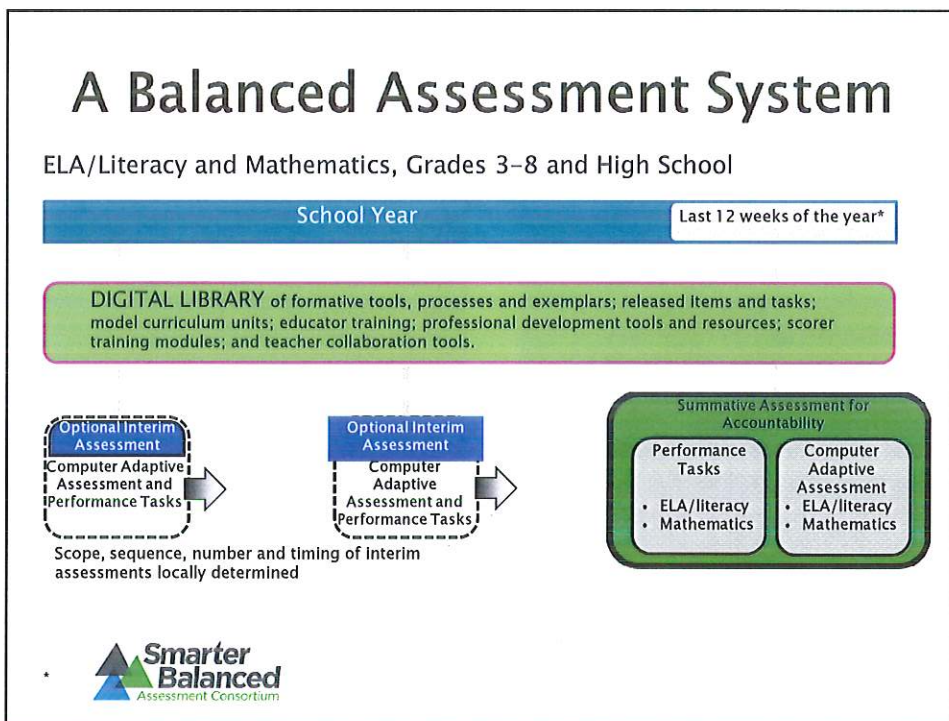 A Balanced Assessment System
ELA/Literacy and Mathematics, Grades 3–8 and High School
School Year
Last 12 weeks of the year*
DIGITAL LIBRARY of formative tools, processes and exemplars; released items and tasks;
model curriculum units; educator training; professional development tools and resources; scorer
training modules; and teacher collaboration tools.
Optional Interim
Assessment
Computer Adaptive
Assessment and
Performance Tasks
Optional Interim
Assessment
Computer
Adaptive
Assessment and
Performance Tasks
Summative Assessment for
Accountability
Performance
Tasks
• ELA/literacy
• Mathematics
Computer
Adaptive
Assessment
• ELA/literacy
• Mathematics
Scope, sequence, number and timing of interim
assessments locally determined
*
Smarter
Balanced
Assessment Consortium